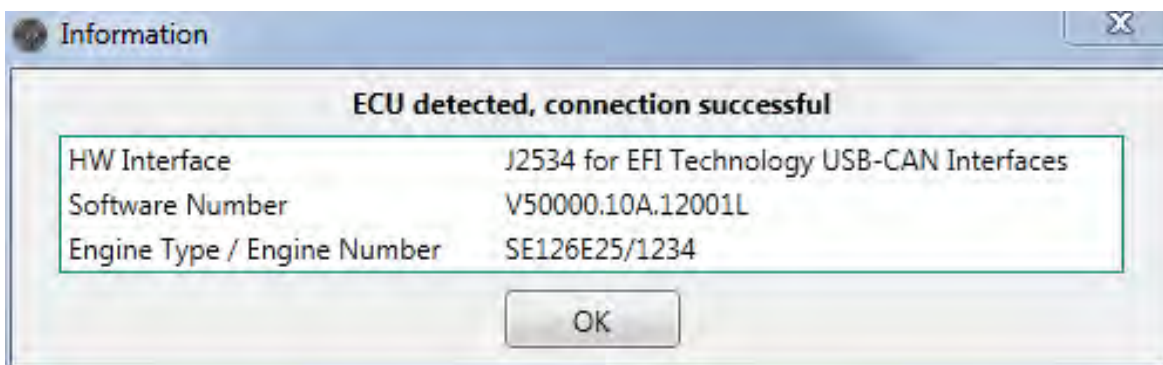 Information
ECU detected, connection successful
HW Interface J2534 for EFI Technology USB-CAN Interfaces
Software Number V50000.10A.12001L
Engine Type / Engine Number SE126E25/1234
OK